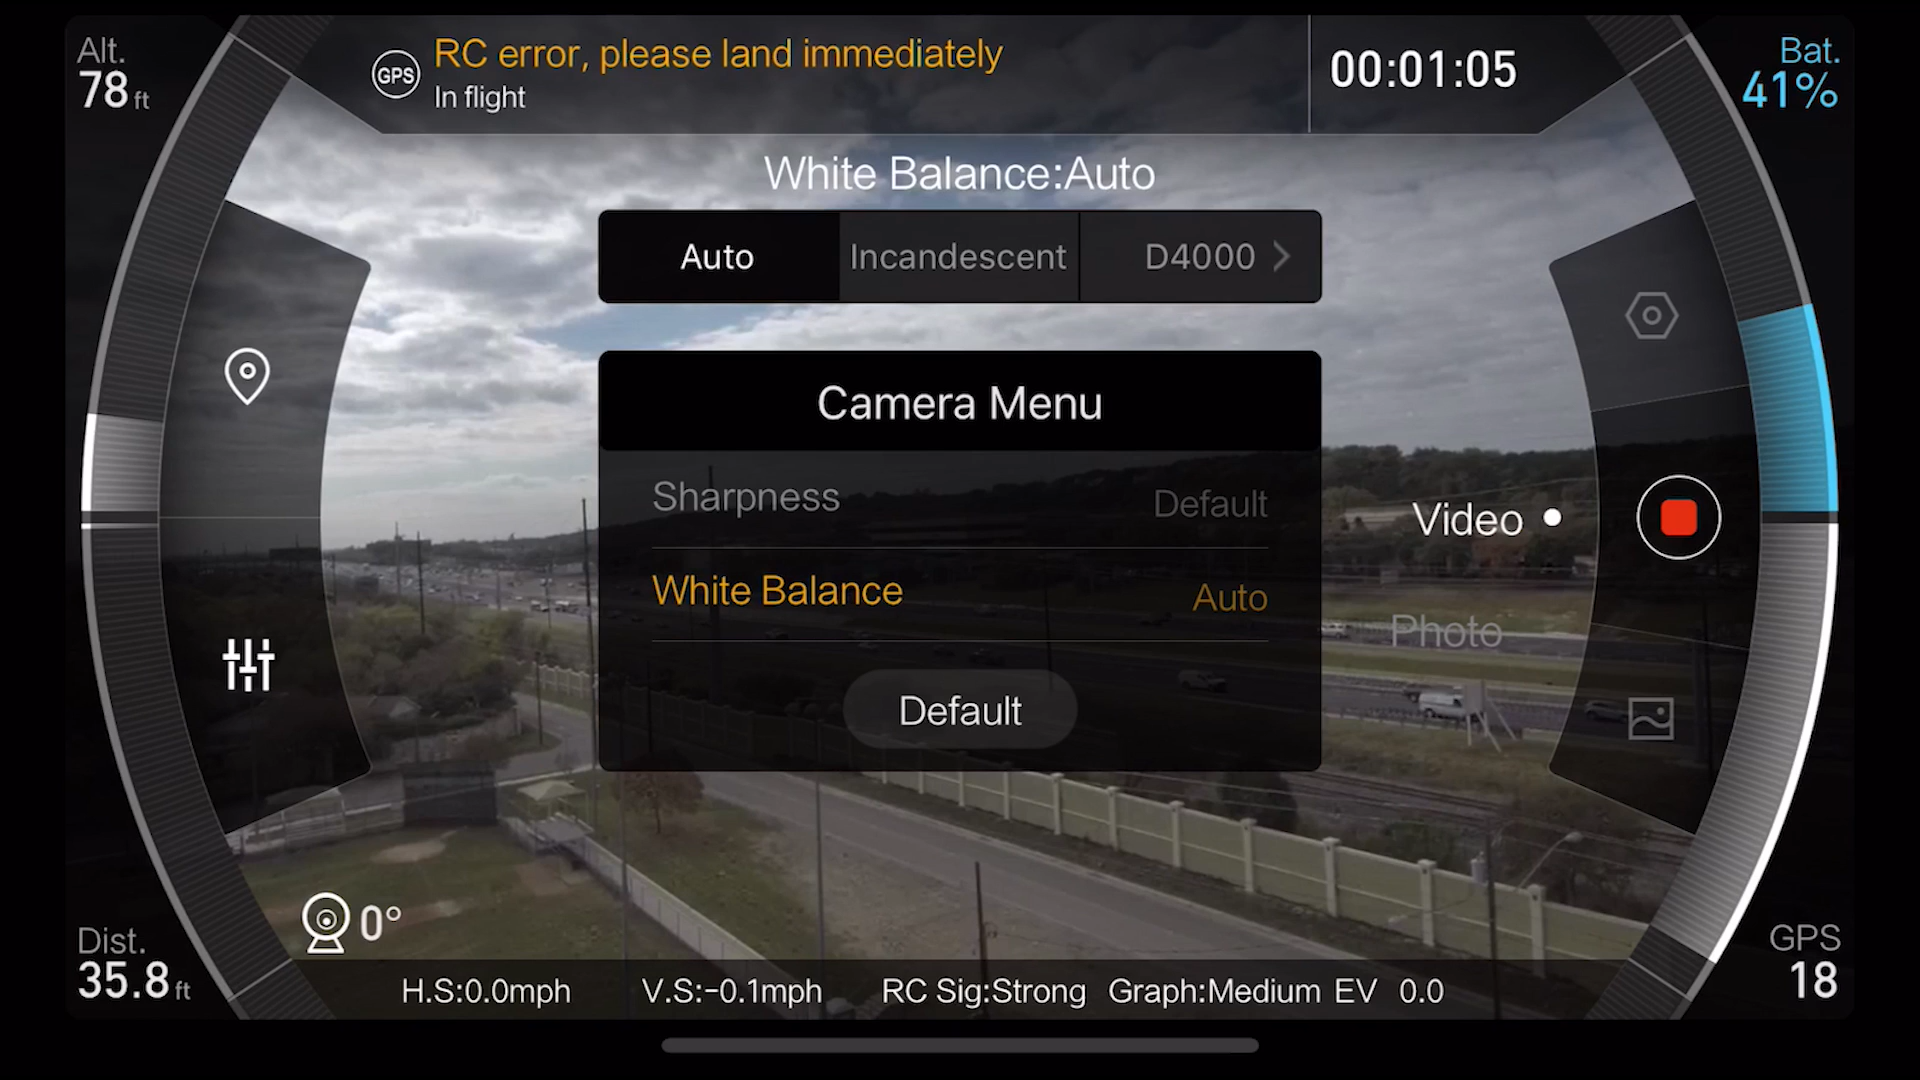 Alt.
78 ft
GPS
RC error, please land immediately
In flight
00:01:05
Bat.
41%
White Balance:Auto
Auto
Incandescent
D4000
Camera Menu
Sharpness Default
White Balance Auto
Default
Video
Photo
0°
Dist.
35.8 ft
H.S:0.0mph V.S:-0.1mph RC Sig:Strong Graph:Medium EV 0.0
GPS
18